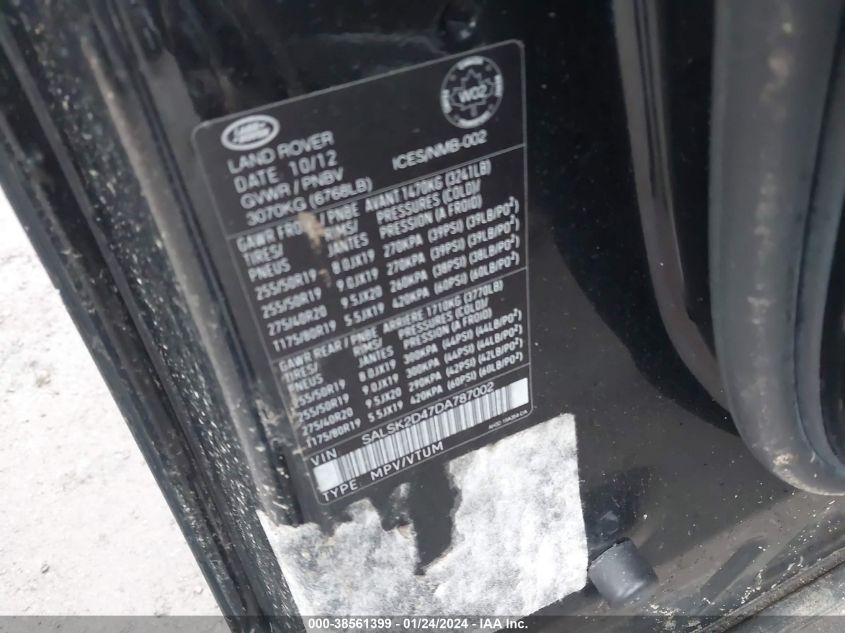 LAND ROVER
DATE 10/12 ICES/NMB-002
GVWR / PNBV
3070KG (6768LB)
GAWR FRONT / PNBE AVANT 1470KG (3241LB)
TIRES/ RIMS/ PRESSURES (COLD)/
PNEUS JANTES PRESSION (A FROID)
255/50R19 8.0JX19 270KPA (39PSI) (39LB/PO²)
255/50R19 9.0JX19 270KPA (39PSI) (39LB/PO²)
275/40R20 9.5JX20 260KPA (38PSI) (38LB/PO²)
T175/80R19 5.5JX19 420KPA (60PSI) (60LB/PO²)
GAWR REAR / PNBE ARRIERE 1710KG (3770LB)
TIRES/ RIMS/ PRESSURES (COLD)/
PNEUS JANTES PRESSION (A FROID)
255/50R19 8.0JX19 300KPA (44PSI) (44LB/PO²)
255/50R19 9.0JX19 300KPA (44PSI) (44LB/PO²)
275/40R20 9.5JX20 290KPA (42PSI) (42LB/PO²)
T175/80R19 5.5JX19 420KPA (60PSI) (60LB/PO²)
VIN SALSK2D47DA787002
TYPE MPV/VTUM
000-38561399 | 01/24/2024 | IAA Inc.